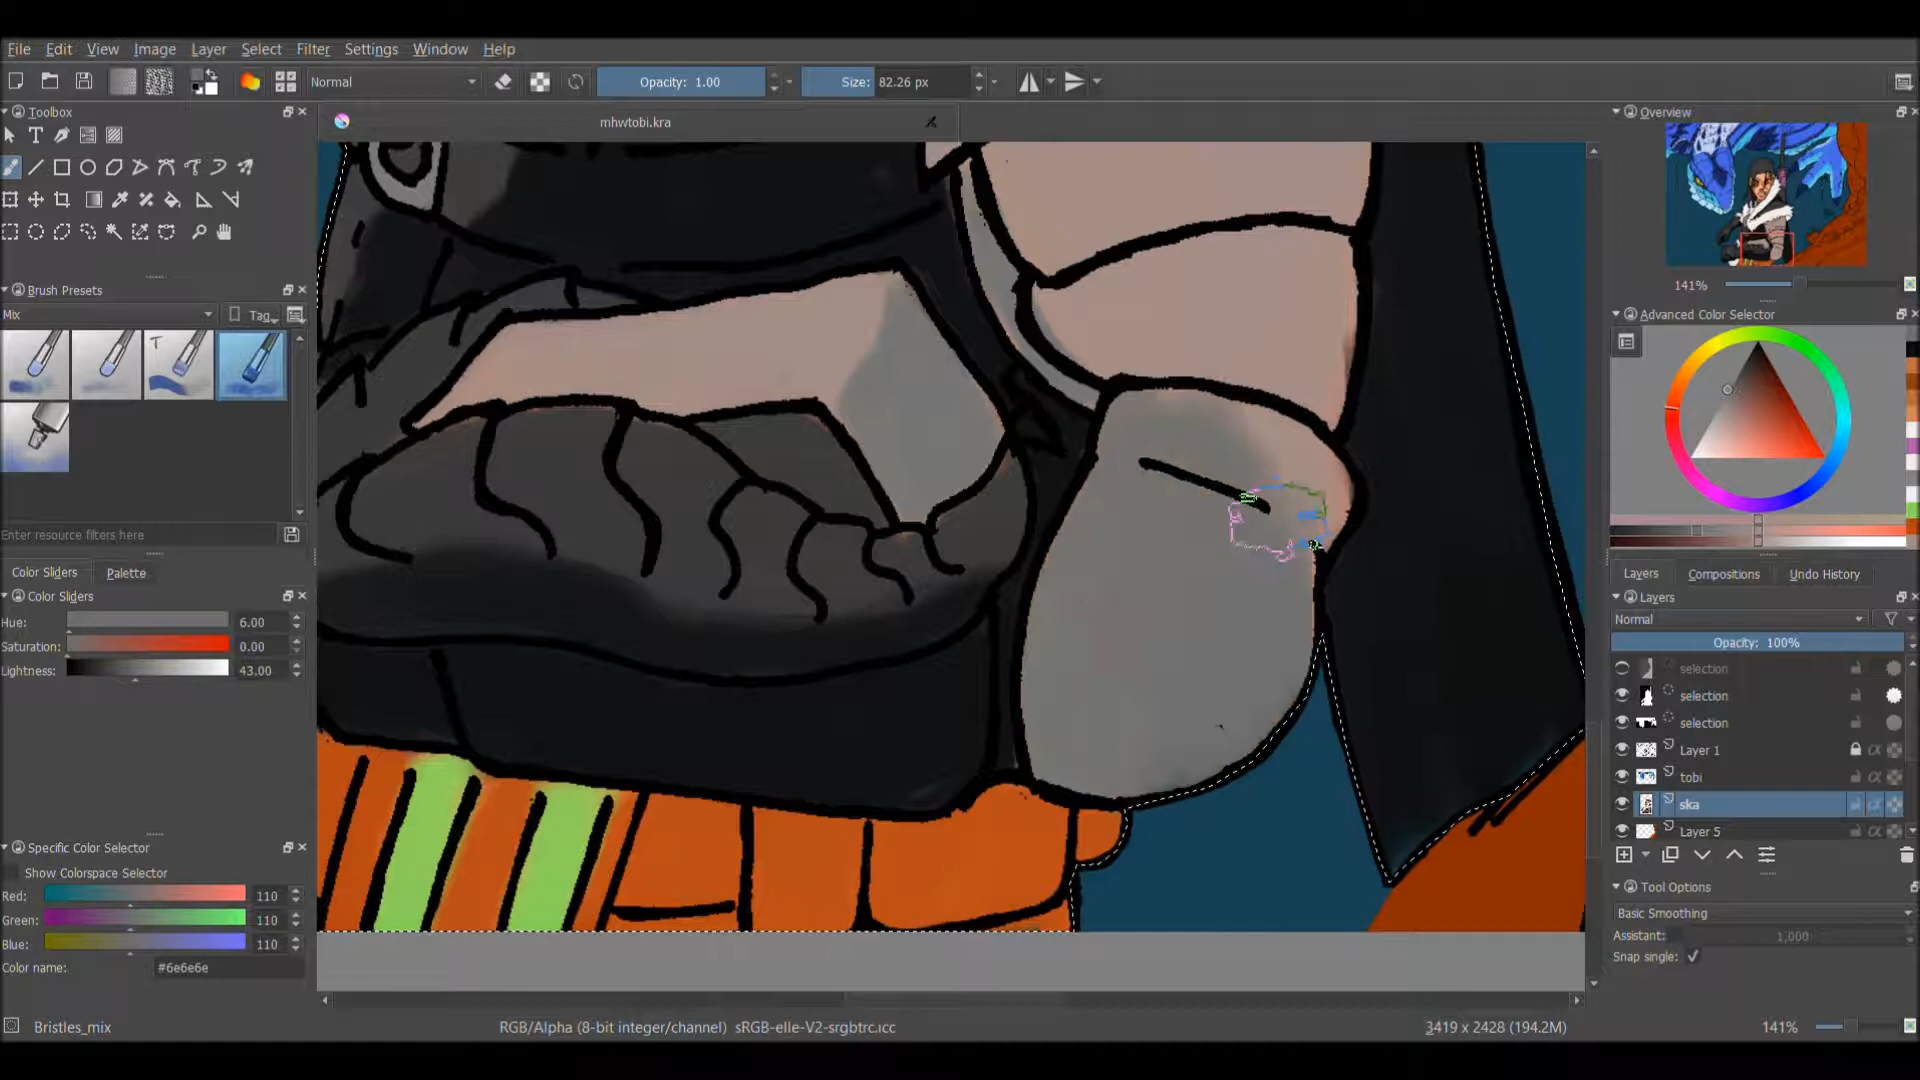 File Edit View Image Layer Select Filter Settings Window Help
Normal Opacity: 1.00 Size: 82.26 px
Toolbox
mhwtobi.kra
Overview
141%
Brush Presets
Mix Tag
Enter resource filters here
Advanced Color Selector
Color Sliders Palette
Color Sliders
Hue: 6.00
Saturation: 0.00
Lightness: 43.00
Layers Compositions Undo History
Layers
Normal
Opacity: 100%
selection
selection
selection
Layer 1
tobi
ska
Layer 5
Specific Color Selector
Show Colorspace Selector
Red: 110
Green: 110
Blue: 110
Color name: #6e6e6e
Tool Options
Basic Smoothing
Assistant: 1,000
Snap single:
Bristles_mix RGB/Alpha (8-bit integer/channel) sRGB-elle-V2-srgbtrc.icc 3419 x 2428 (194.2M) 141%